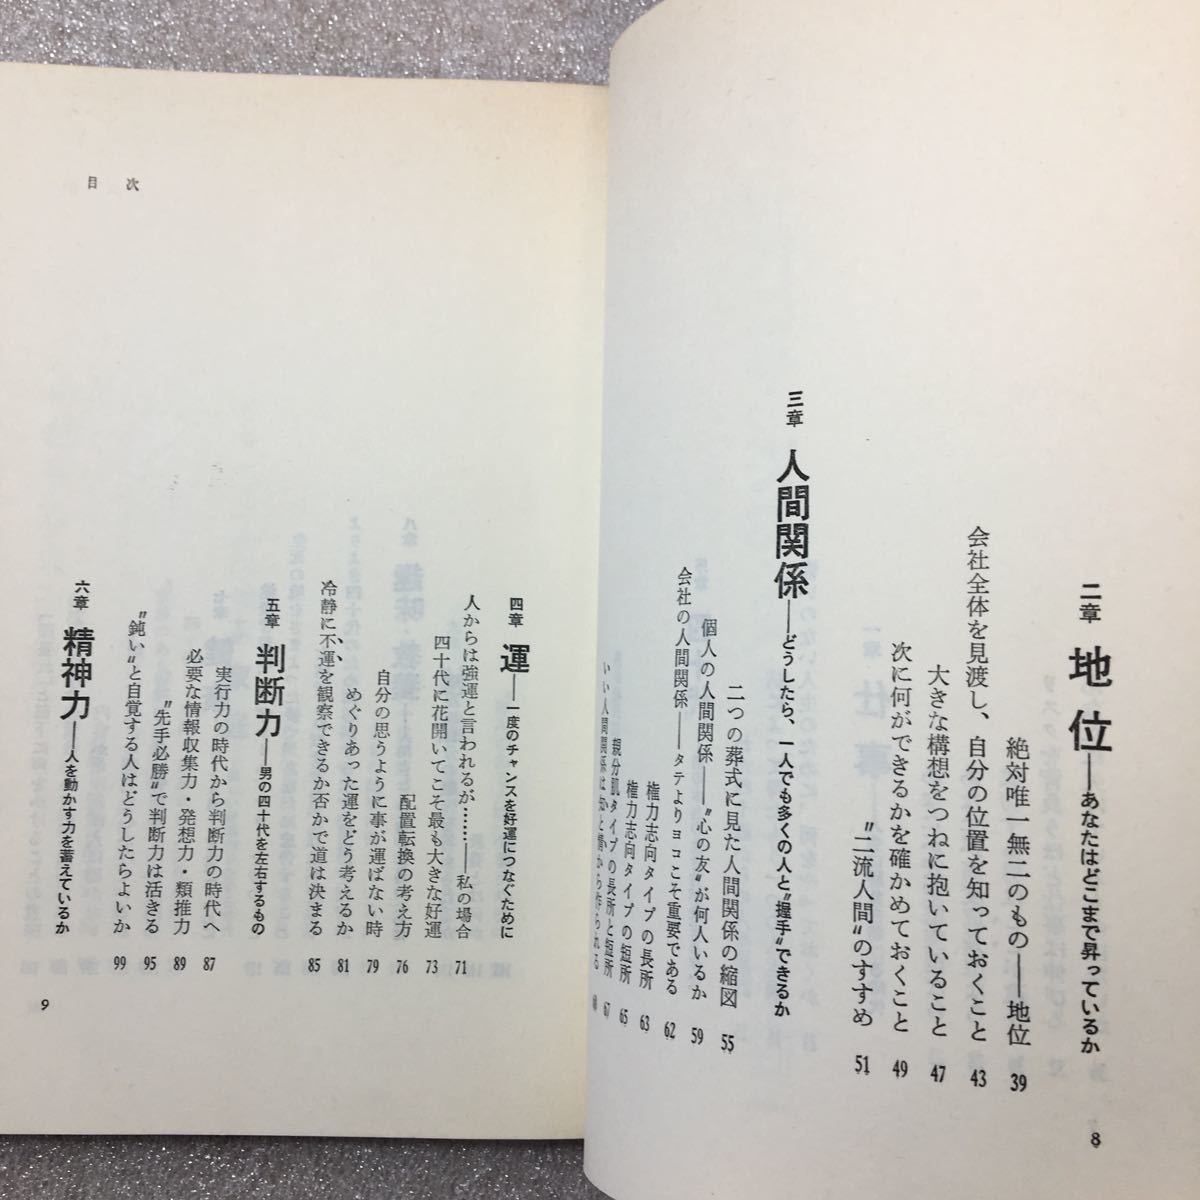 二章 地位——あなたはどこまで昇っているか
絶対唯一無二のもの——地位 39
会社全体を見渡し、自分の位置を知っておくこと 43
大きな構想をつねに抱いていること 47
次に何ができるかを確かめておくこと 49
〝二流人間〟のすすめ 51
三章 人間関係——どうしたら、一人でも多くの人と〝握手〟できるか
二つの葬式に見た人間関係の縮図 55
個人の人間関係——〝心の友〟が何人いるか 59
会社の人間関係——タテよりヨコこそ重要である 62
権力志向タイプの長所 63
権力志向タイプの短所 65
親分肌タイプの長所と短所 67
いい人間関係は
8
目次
四章 運——一度のチャンスを好運につなぐために
人からは強運と言われるが……——私の場合 71
四十代に花開いてこそ最も大きな好運 73
配置転換の考え方 76
自分の思うように事が運ばない時 79
めぐりあった運をどう考えるか 81
冷静に不運を観察できるか否かで道は決まる 85
五章 判断力——男の四十代を左右するもの
実行力の時代から判断力の時代へ 87
必要な情報収集力・発想力・類推力 89
〝先手必勝〟で判断力は活きる 95
〝鈍い〟と自覚する人はどうしたらよいか 99
六章 精神力——人を動かす力を蓄えているか
9